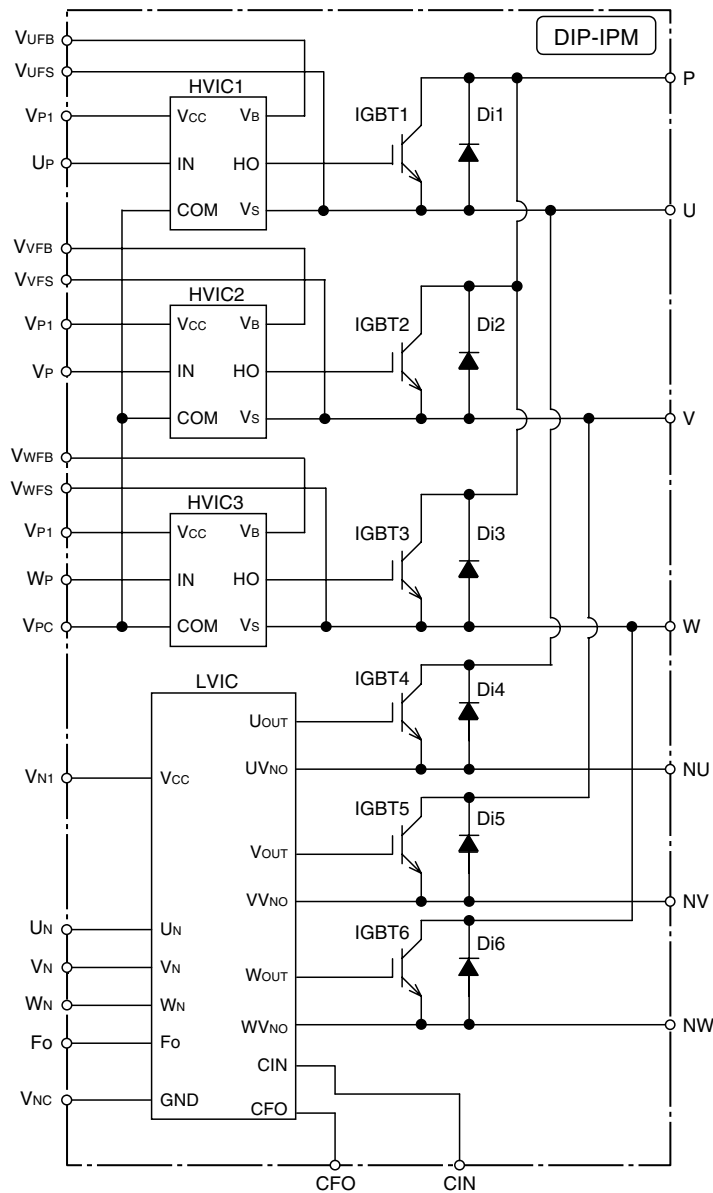 VUFB
DIP-IPM
VUFS
HVIC1
P
VP1
VCC
VB
IGBT1
Di1
UP
IN
HO
COM
VS
U
VVFB
VVFS
HVIC2
VP1
VCC
VB
IGBT2
Di2
VP
IN
HO
COM
VS
V
VWFB
VWFS
HVIC3
VP1
VCC
VB
IGBT3
Di3
WP
IN
HO
VPC
COM
VS
W
LVIC
IGBT4
Di4
UOUT
UVNO
NU
VN1
VCC
IGBT5
Di5
VOUT
VVNO
NV
UN
UN
IGBT6
Di6
VN
VN
WOUT
WN
WN
WVNO
NW
Fo
Fo
CIN
VNC
GND
CFO
CFO
CIN